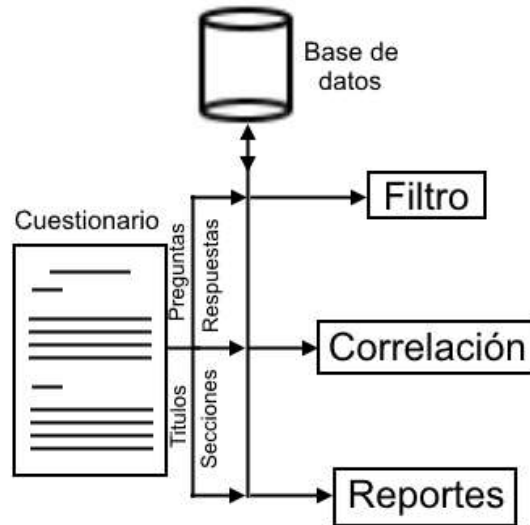 Base de
datos
Filtro
Cuestionario
Preguntas
Respuestas
Correlación
Titulos
Secciones
Reportes